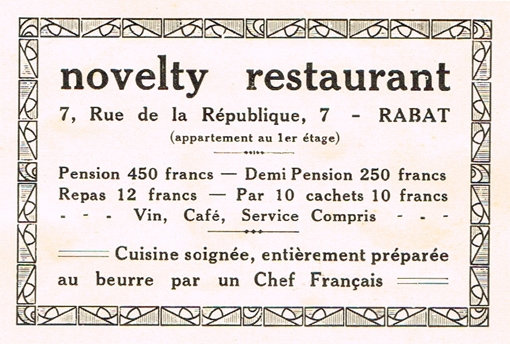 novelty restaurant
7, Rue de la République, 7 - RABAT
(appartement au 1er étage)
Pension 450 francs — Demi Pension 250 francs
Repas 12 francs — Par 10 cachets 10 francs
- - - Vin, Café, Service Compris - - -
Cuisine soignée, entièrement préparée
au beurre par un Chef Français